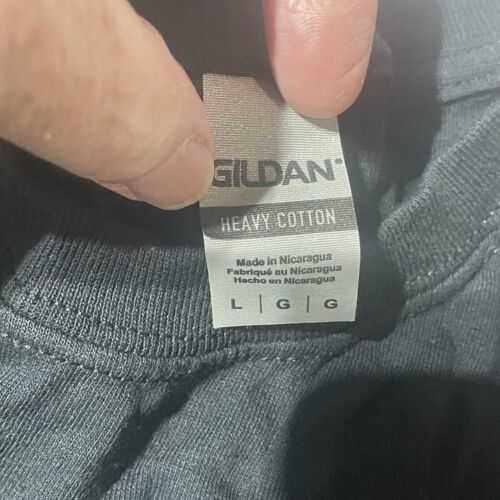 GILDAN®
HEAVY COTTON
Made in Nicaragua
Fabriqué au Nicaragua
Hecho en Nicaragua
L | G | G